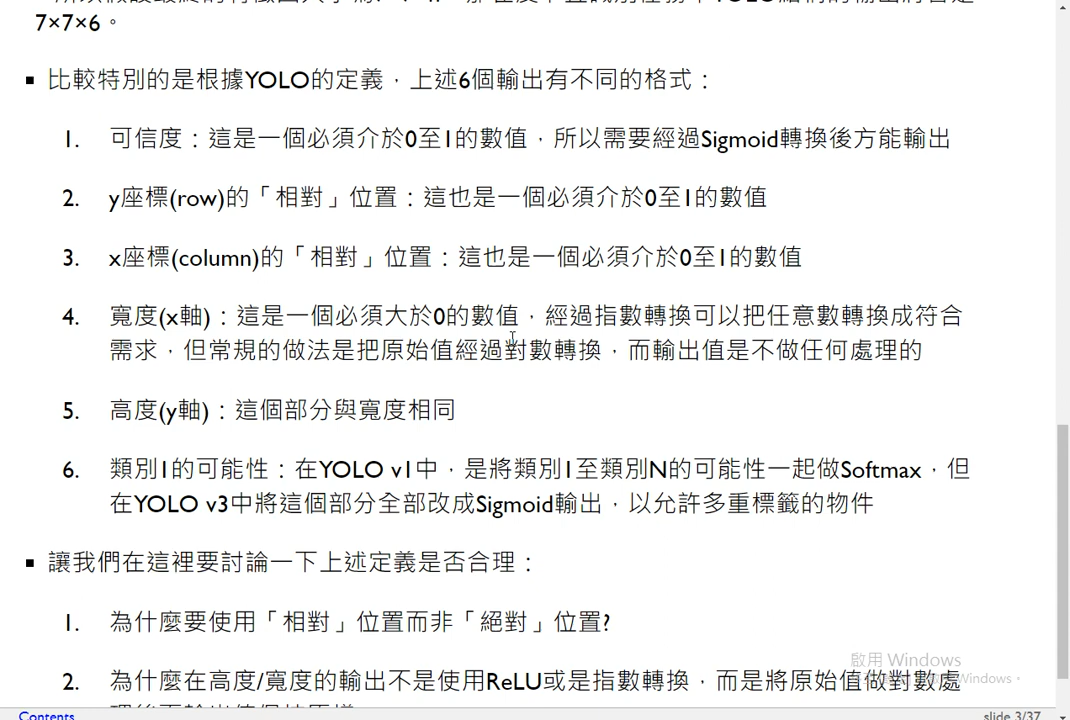 7×7×6。
▪ 比較特別的是根據YOLO的定義，上述6個輸出有不同的格式：
1. 可信度：這是一個必須介於0至1的數值，所以需要經過Sigmoid轉換後方能輸出
2. y座標(row)的「相對」位置：這也是一個必須介於0至1的數值
3. x座標(column)的「相對」位置：這也是一個必須介於0至1的數值
4. 寬度(x軸)：這是一個必須大於0的數值，經過指數轉換可以把任意數轉換成符合
需求，但常規的做法是把原始值經過對數轉換，而輸出值是不做任何處理的
5. 高度(y軸)：這個部分與寬度相同
6. 類別1的可能性：在YOLO v1中，是將類別1至類別N的可能性一起做Softmax，但
在YOLO v3中將這個部分全部改成Sigmoid輸出，以允許多重標籤的物件
▪ 讓我們在這裡要討論一下上述定義是否合理：
1. 為什麼要使用「相對」位置而非「絕對」位置?
啟用 Windows
2. 為什麼在高度/寬度的輸出不是使用ReLU或是指數轉換，而是將原始值做對數處
Windows。
Contents
slide 3/37